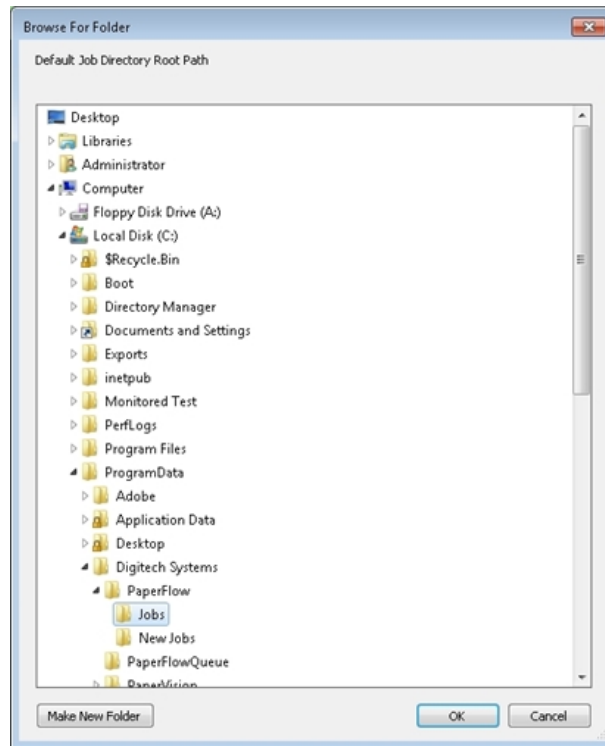 Browse For Folder
Default Job Directory Root Path
Desktop
Libraries
Administrator
Computer
Floppy Disk Drive (A:)
Local Disk (C:)
$Recycle.Bin
Boot
Directory Manager
Documents and Settings
Exports
inetpub
Monitored Test
PerfLogs
Program Files
ProgramData
Adobe
Application Data
Desktop
Digitech Systems
PaperFlow
Jobs
New Jobs
PaperFlowQueue
PaperVision
Make New Folder OK Cancel